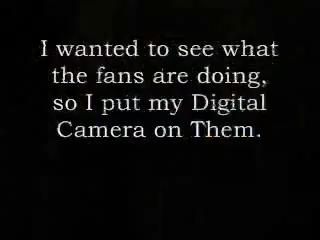 I wanted to see what
the fans are doing,
so I put my Digital
Camera on Them.